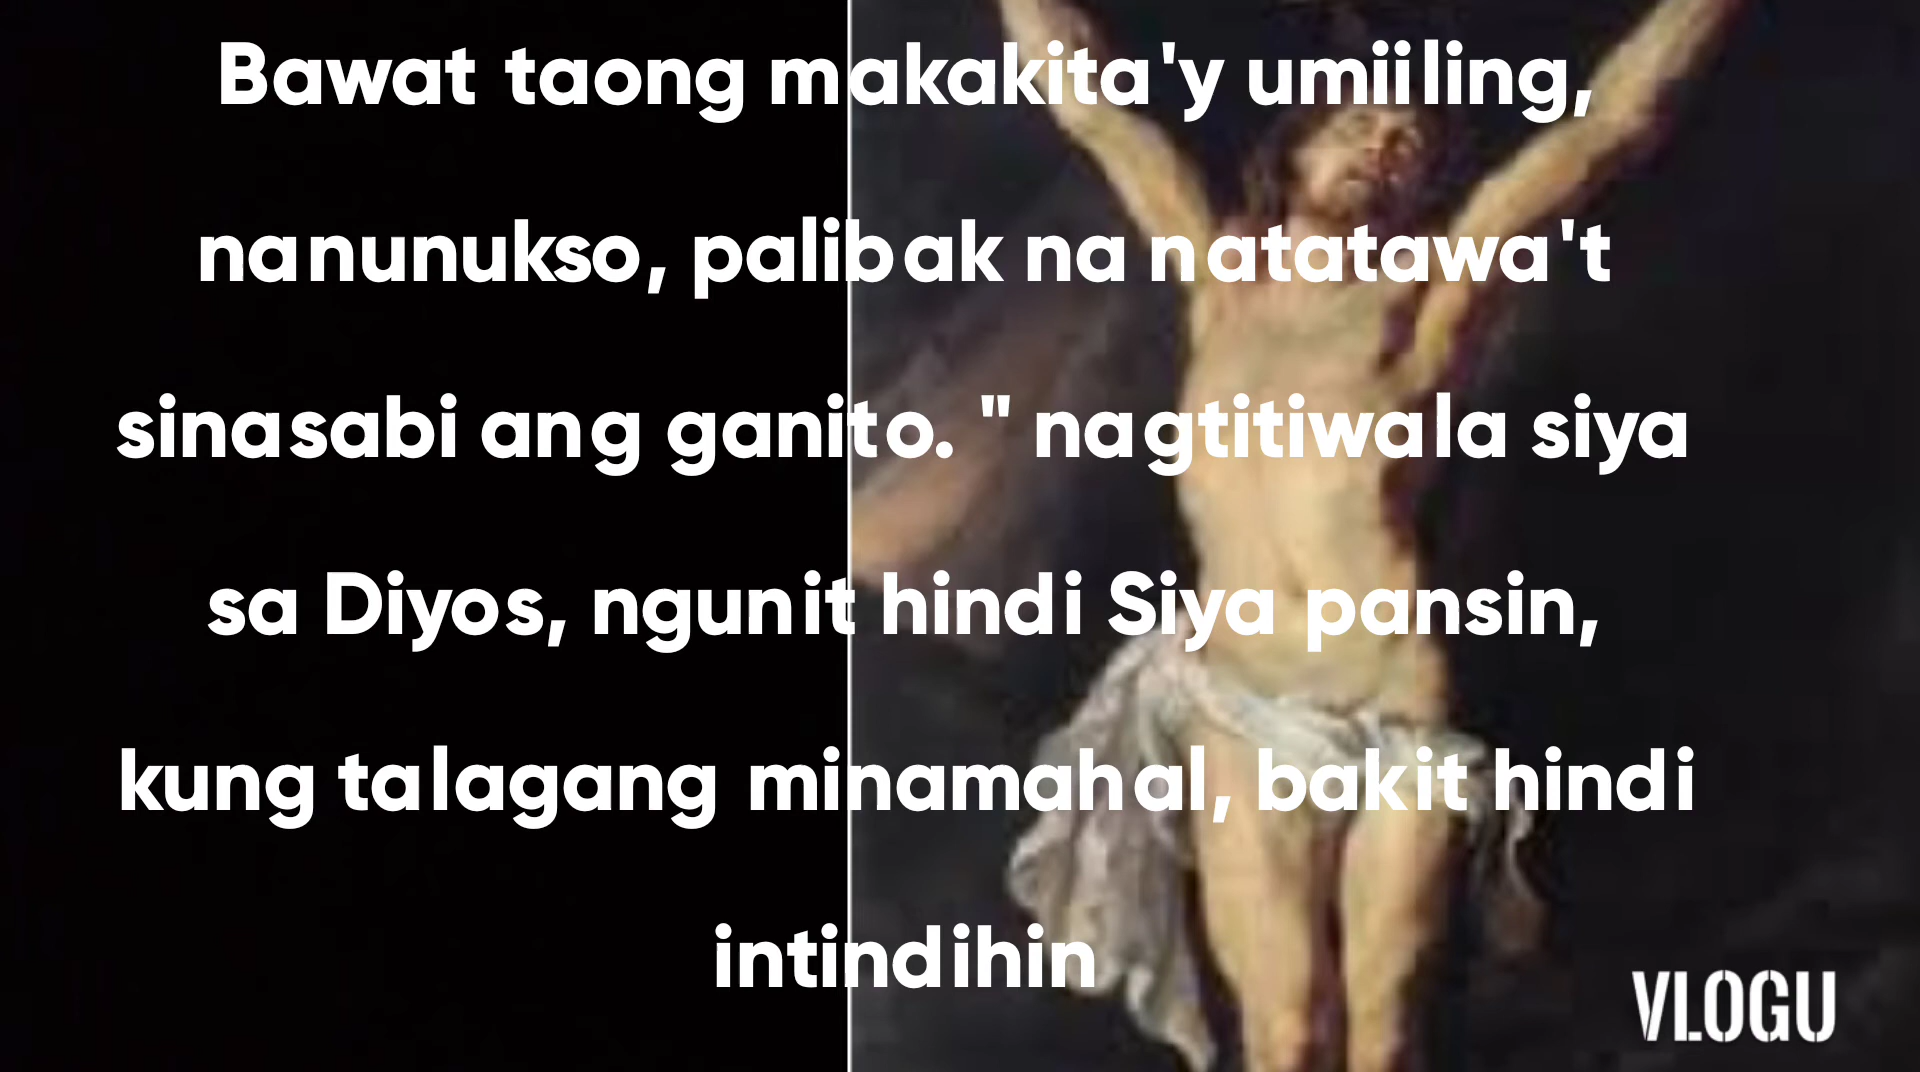 Bawat taong makakita'y umiiling,
nanunukso, palibak na natatawa't
sinasabi ang ganito. " nagtitiwala siya
sa Diyos, ngunit hindi Siya pansin,
kung talagang minamahal, bakit hindi
intindihin
VLOGU